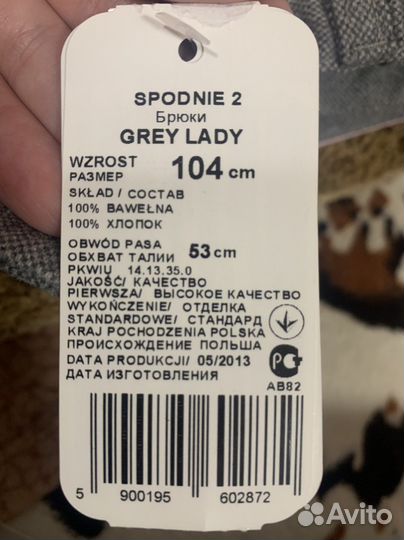 SPODNIE 2
Брюки
GREY LADY
WZROST
РАЗМЕР
104 cm
SKŁAD / СОСТАВ
100% BAWEŁNA
100% ХЛОПОК
OBWÓD PASA
ОБХВАТ ТАЛИИ 53 cm
PKWIU 14.13.35.0
JAKOŚĆ/ КАЧЕСТВО
PIERWSZA/ ВЫСОКОЕ КАЧЕСТВО
WYKOŃCZENIE/ ОТДЕЛКА
STANDARDOWE/ СТАНДАРД
KRAJ POCHODZENIA POLSKA
ПРОИСХОЖДЕНИЕ ПОЛЬША
DATA PRODUKCJI/ 05/2013
ДАТА ИЗГОТОВЛЕНИЯ
РСТ
АВ82
5 900195 602872
Avito